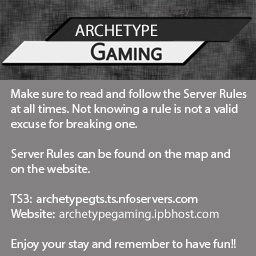 ARCHETYPE
GAMING
Make sure to read and follow the Server Rules
at all times. Not knowing a rule is not a valid
excuse for breaking one.
Server Rules can be found on the map and
on the website.
TS3: archetypegts.ts.nfoservers.com
Website: archetypegaming.ipbhost.com
Enjoy your stay and remember to have fun!!